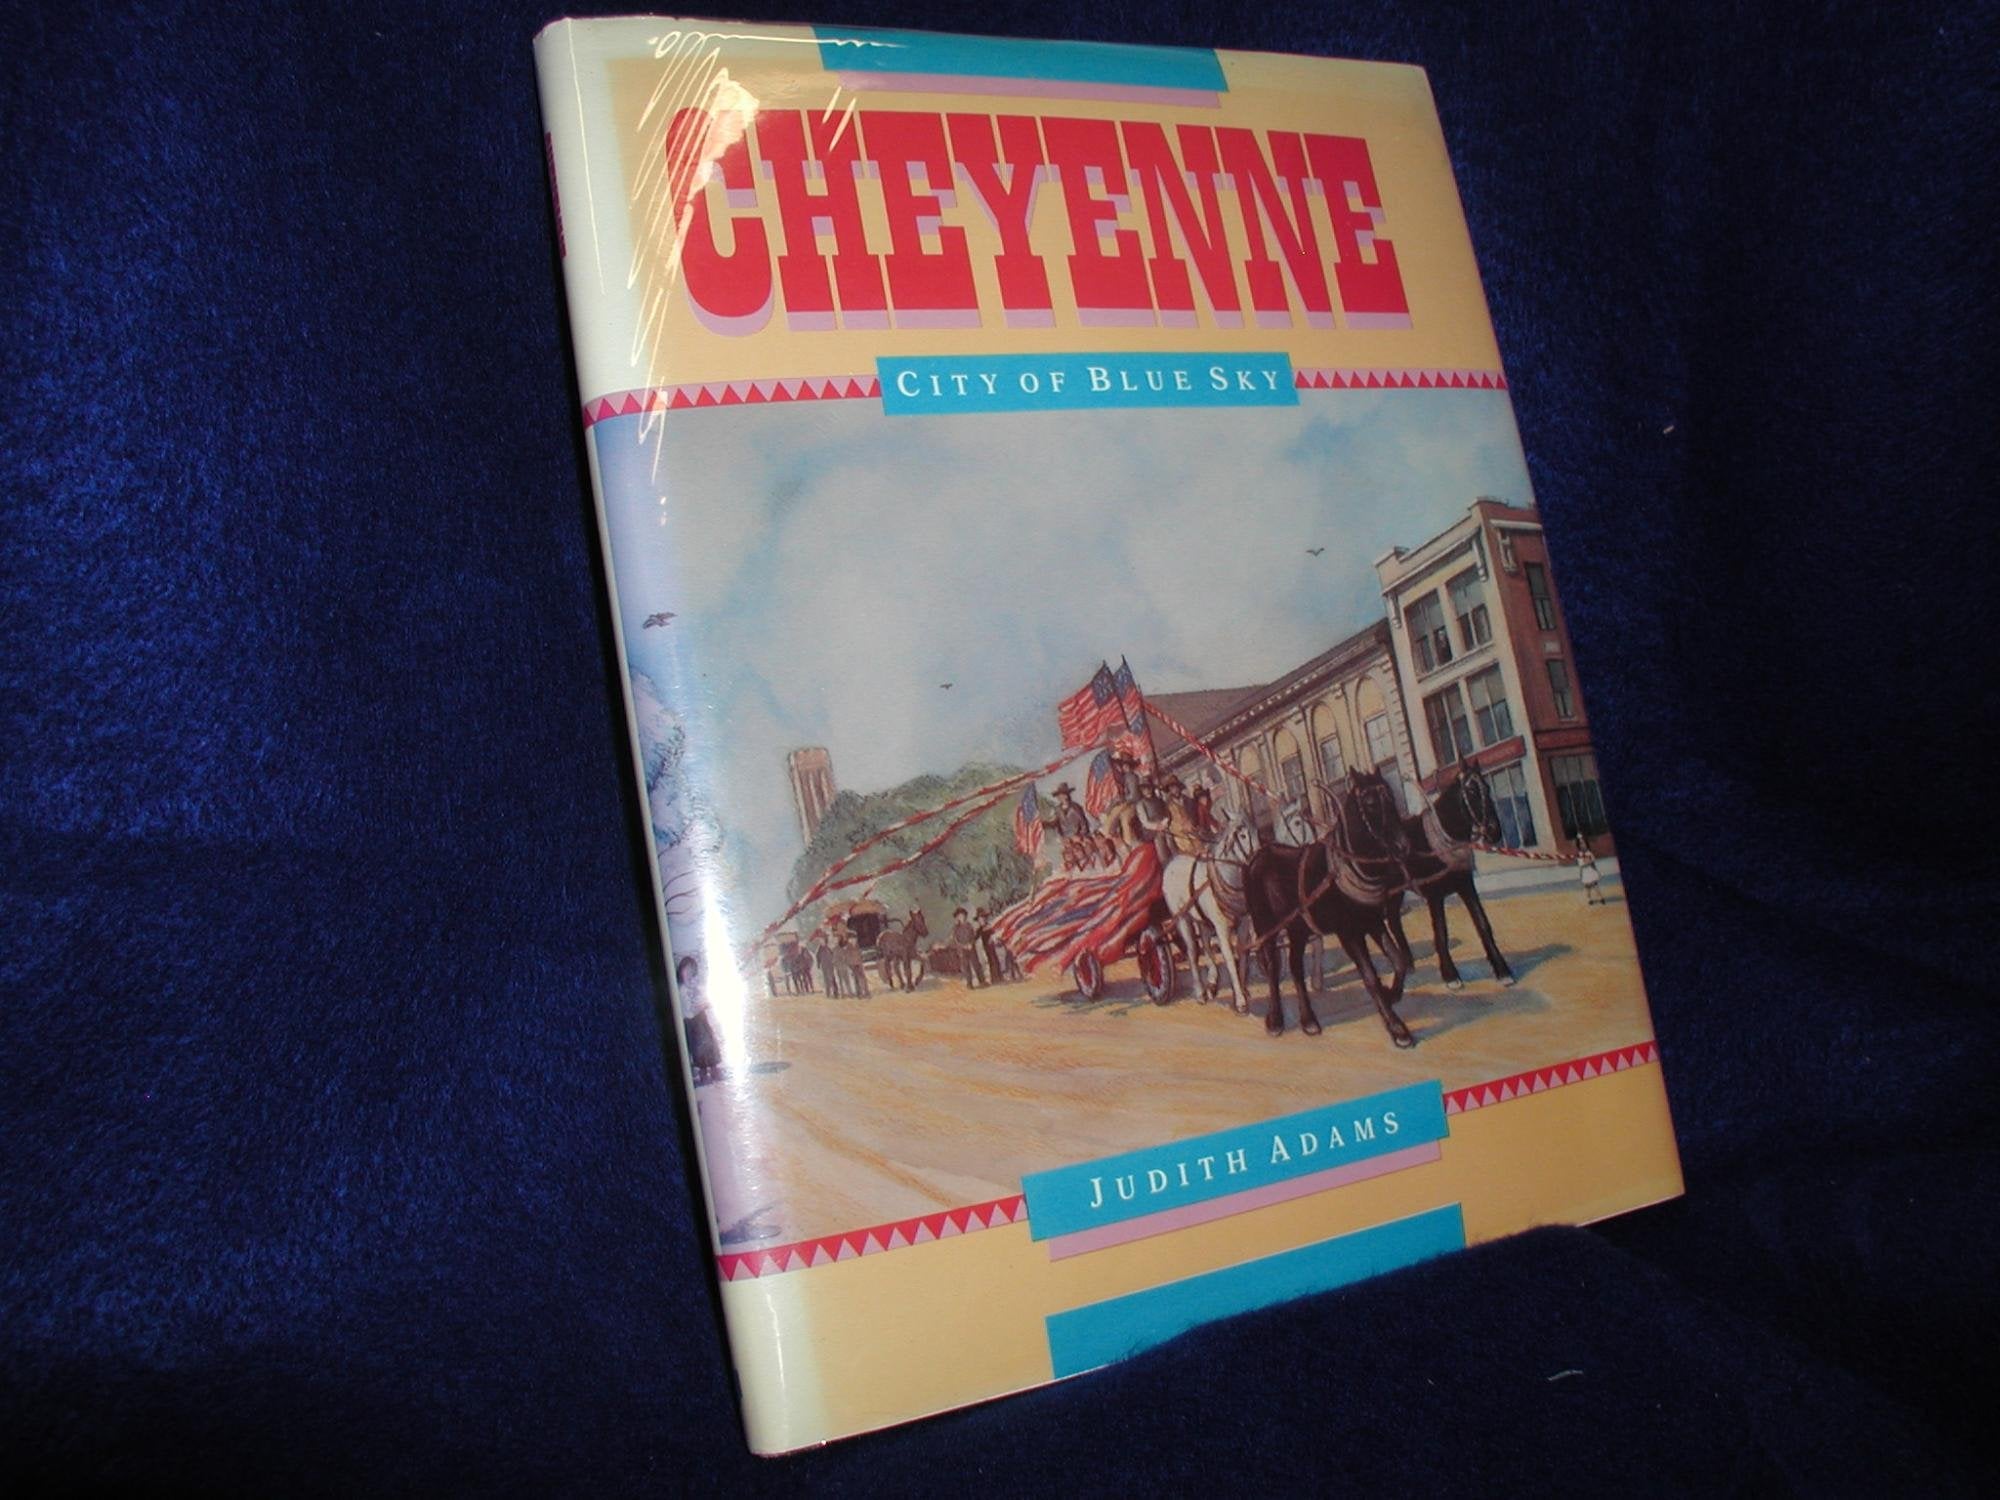 CHEYENNE
CITY OF BLUE SKY
JUDITH ADAMS